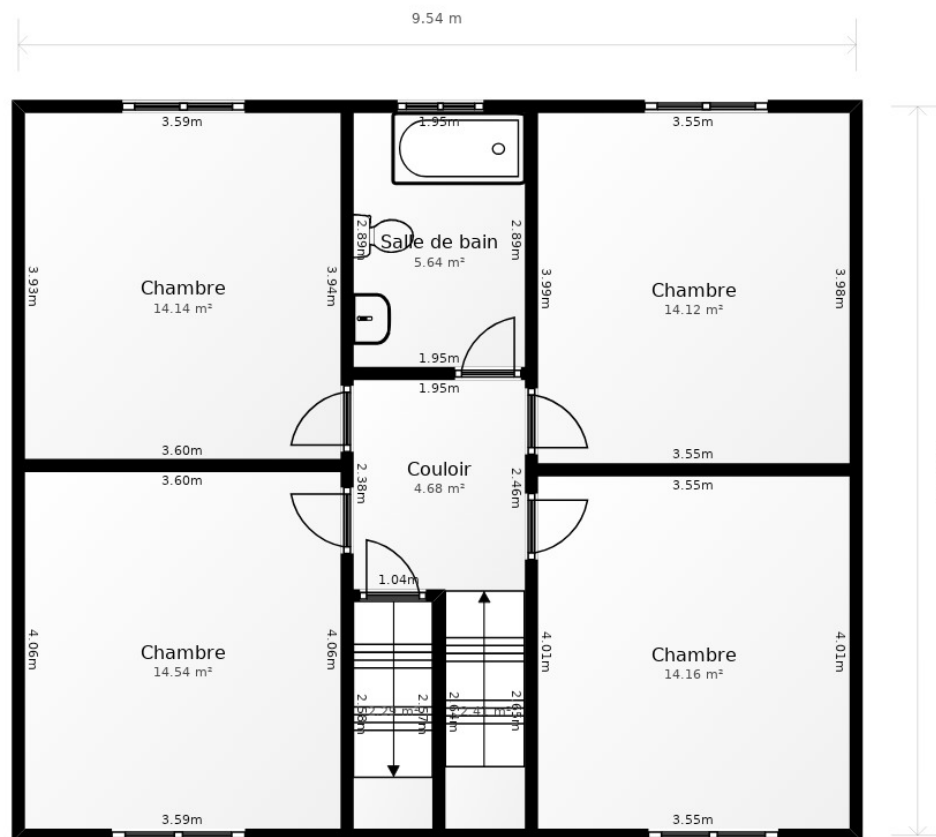 9.54 m
3.59m
1.95m
3.55m
2.89m
2.89m
Salle de bain
5.64 m²
3.93m
3.94m
Chambre
14.14 m²
3.99m
3.98m
Chambre
14.12 m²
1.95m
1.95m
3.60m
3.55m
3.60m
3.55m
Couloir
4.68 m²
2.38m
2.46m
1.04m
4.06m
4.06m
Chambre
14.54 m²
4.01m
4.01m
Chambre
14.16 m²
2.58m
2.57m
2.64m
2.65m
3.59m
3.55m